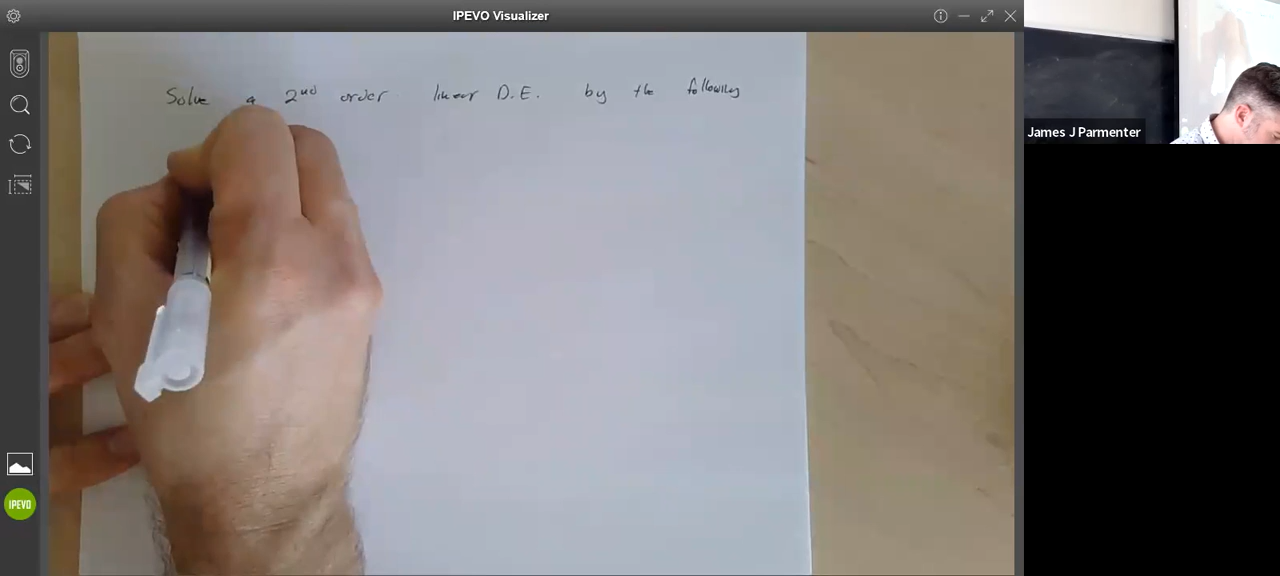 IPEVO Visualizer
Solve a 2nd order linear D.E. by the following
James J Parmenter
IPEVO